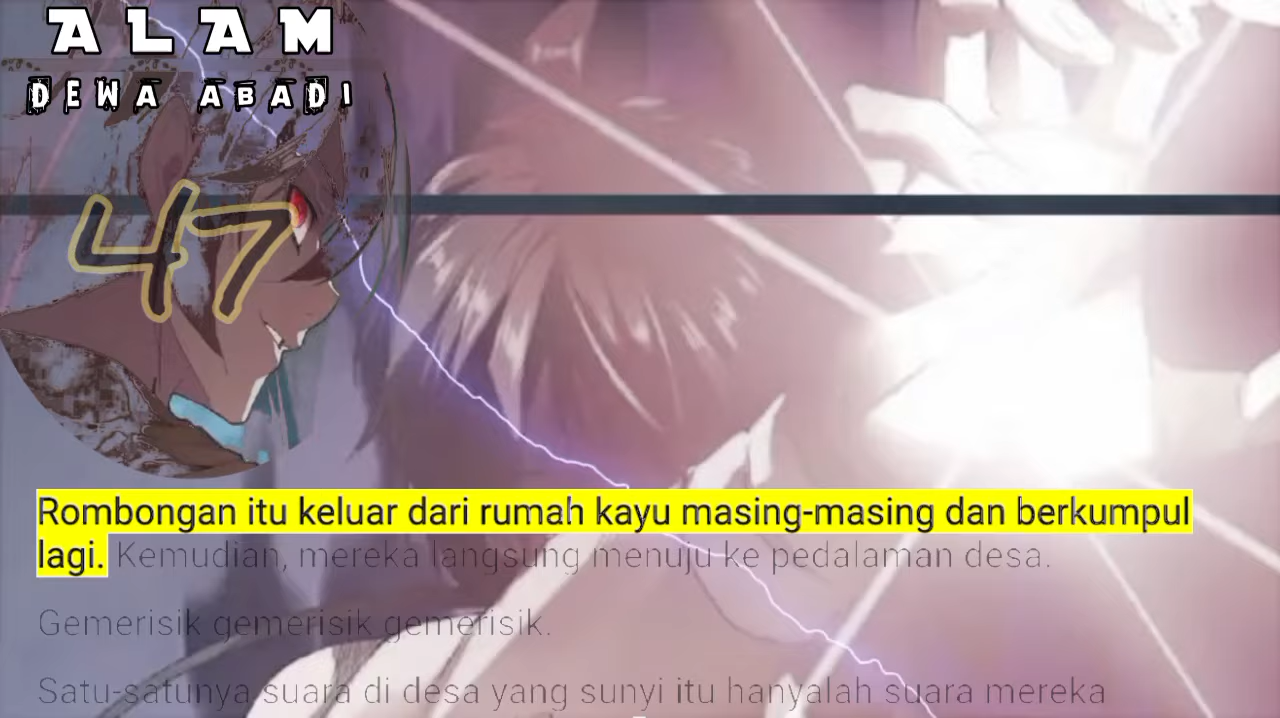 ALAM
DEWA ABADI
47
Rombongan itu keluar dari rumah kayu masing-masing dan berkumpul
lagi. Kemudian, mereka langsung menuju ke pedalaman desa.
Gemerisik gemerisik gemerisik.
Satu-satunya suara di desa yang sunyi itu hanyalah suara mereka